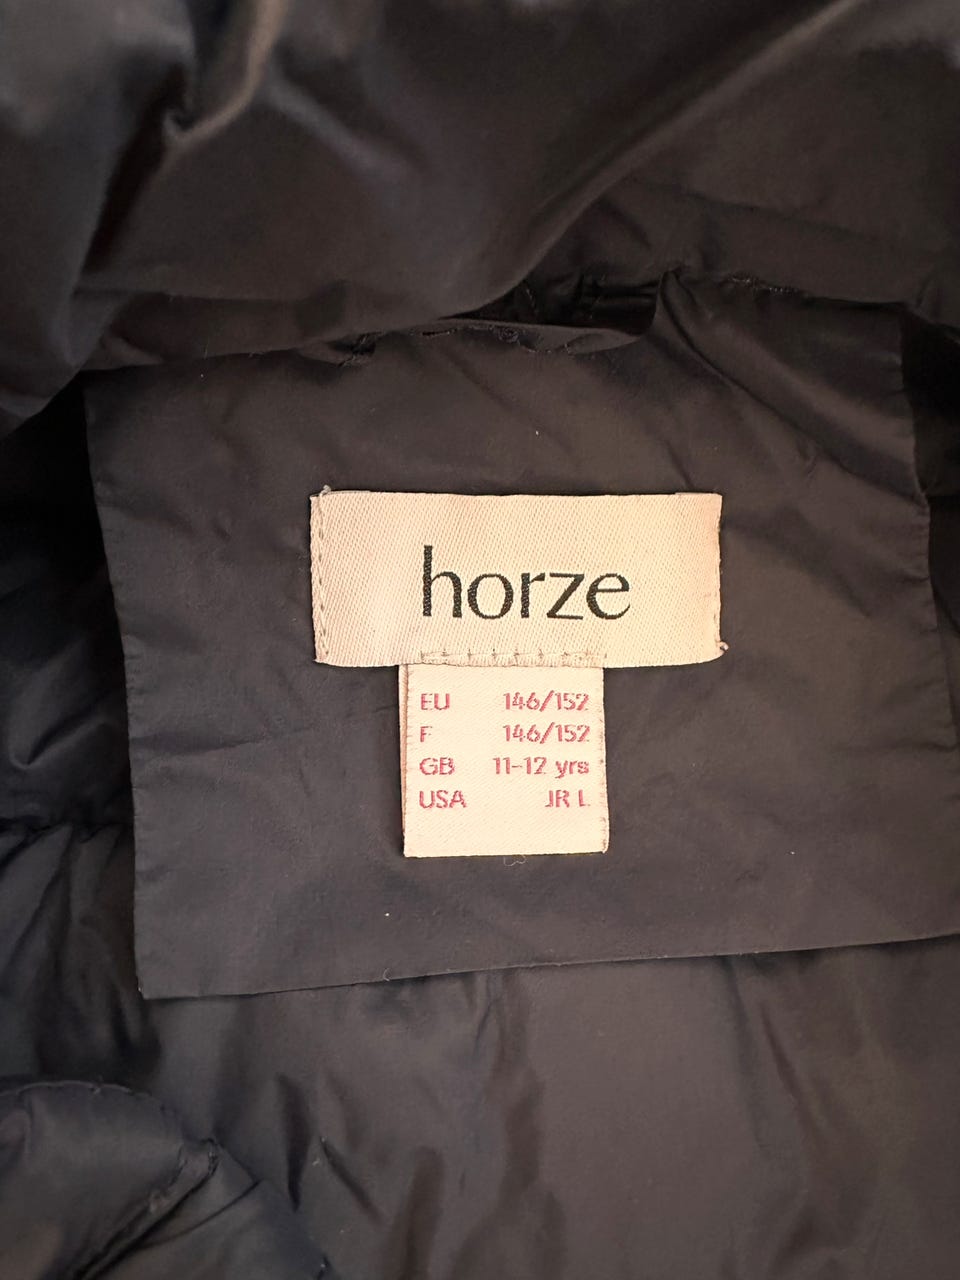 horze
EU 146/152
F 146/152
GB 11-12 yrs
USA JR L